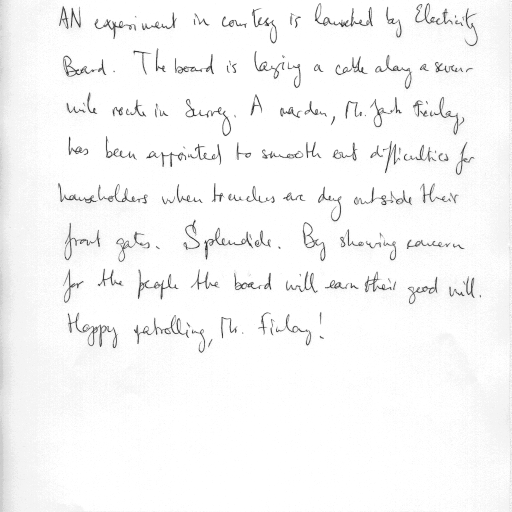 AN experiment in courtesy is launched by Electricity
Board. The board is laying a cable along a seven-
mile route in Surrey. A warden, Mr. Jack Finlay,
has been appointed to smooth out difficulties for
householders when trenches are dug outside their
front gates. Splendid. By showing concern
for the people the board will earn their good will.
Happy patrolling, Mr. Finlay!